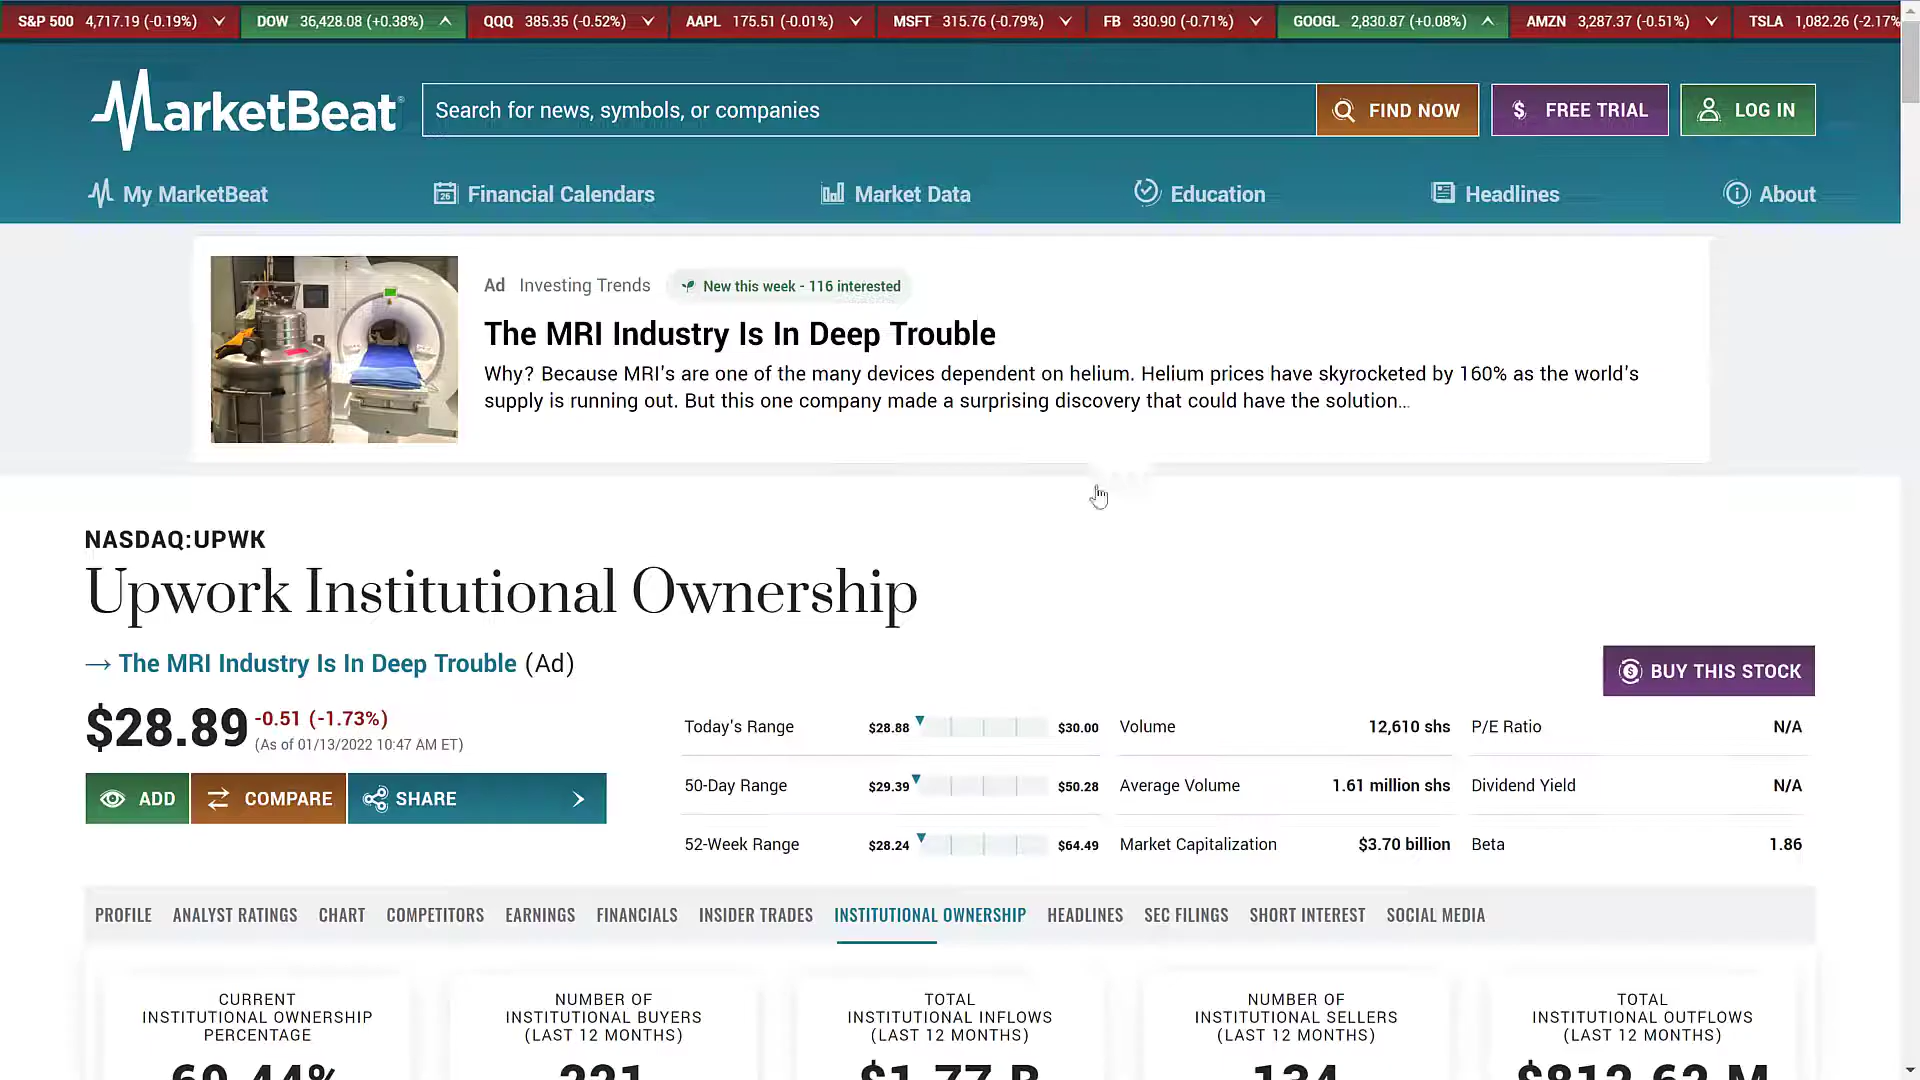 S&P 500 4,717.19 (-0.19%)
DOW 36,428.08 (+0.38%)
QQQ 385.35 (-0.52%)
AAPL 175.51 (-0.01%)
MSFT 315.76 (-0.79%)
FB 330.90 (-0.71%)
GOOGL 2,830.87 (+0.08%)
AMZN 3,287.37 (-0.51%)
TSLA 1,082.26 (-2.17%
MarketBeat
Search for news, symbols, or companies
FIND NOW
$ FREE TRIAL
LOG IN
My MarketBeat
26 Financial Calendars
Market Data
Education
Headlines
About
Ad Investing Trends New this week - 116 interested
The MRI Industry Is In Deep Trouble
Why? Because MRI's are one of the many devices dependent on helium. Helium prices have skyrocketed by 160% as the world's
supply is running out. But this one company made a surprising discovery that could have the solution...
NASDAQ:UPWK
Upwork Institutional Ownership
→ The MRI Industry Is In Deep Trouble (Ad)
BUY THIS STOCK
$28.89 -0.51 (-1.73%)
(As of 01/13/2022 10:47 AM ET)
ADD
COMPARE
SHARE
Today's Range $28.88 $30.00
Volume 12,610 shs
P/E Ratio N/A
50-Day Range $29.39 $50.28
Average Volume 1.61 million shs
Dividend Yield N/A
52-Week Range $28.24 $64.49
Market Capitalization $3.70 billion
Beta 1.86
PROFILE ANALYST RATINGS CHART COMPETITORS EARNINGS FINANCIALS INSIDER TRADES INSTITUTIONAL OWNERSHIP HEADLINES SEC FILINGS SHORT INTEREST SOCIAL MEDIA
CURRENT
INSTITUTIONAL OWNERSHIP
PERCENTAGE
69.44%
NUMBER OF
INSTITUTIONAL BUYERS
(LAST 12 MONTHS)
221
TOTAL
INSTITUTIONAL INFLOWS
(LAST 12 MONTHS)
$1.77 B
NUMBER OF
INSTITUTIONAL SELLERS
(LAST 12 MONTHS)
134
TOTAL
INSTITUTIONAL OUTFLOWS
(LAST 12 MONTHS)